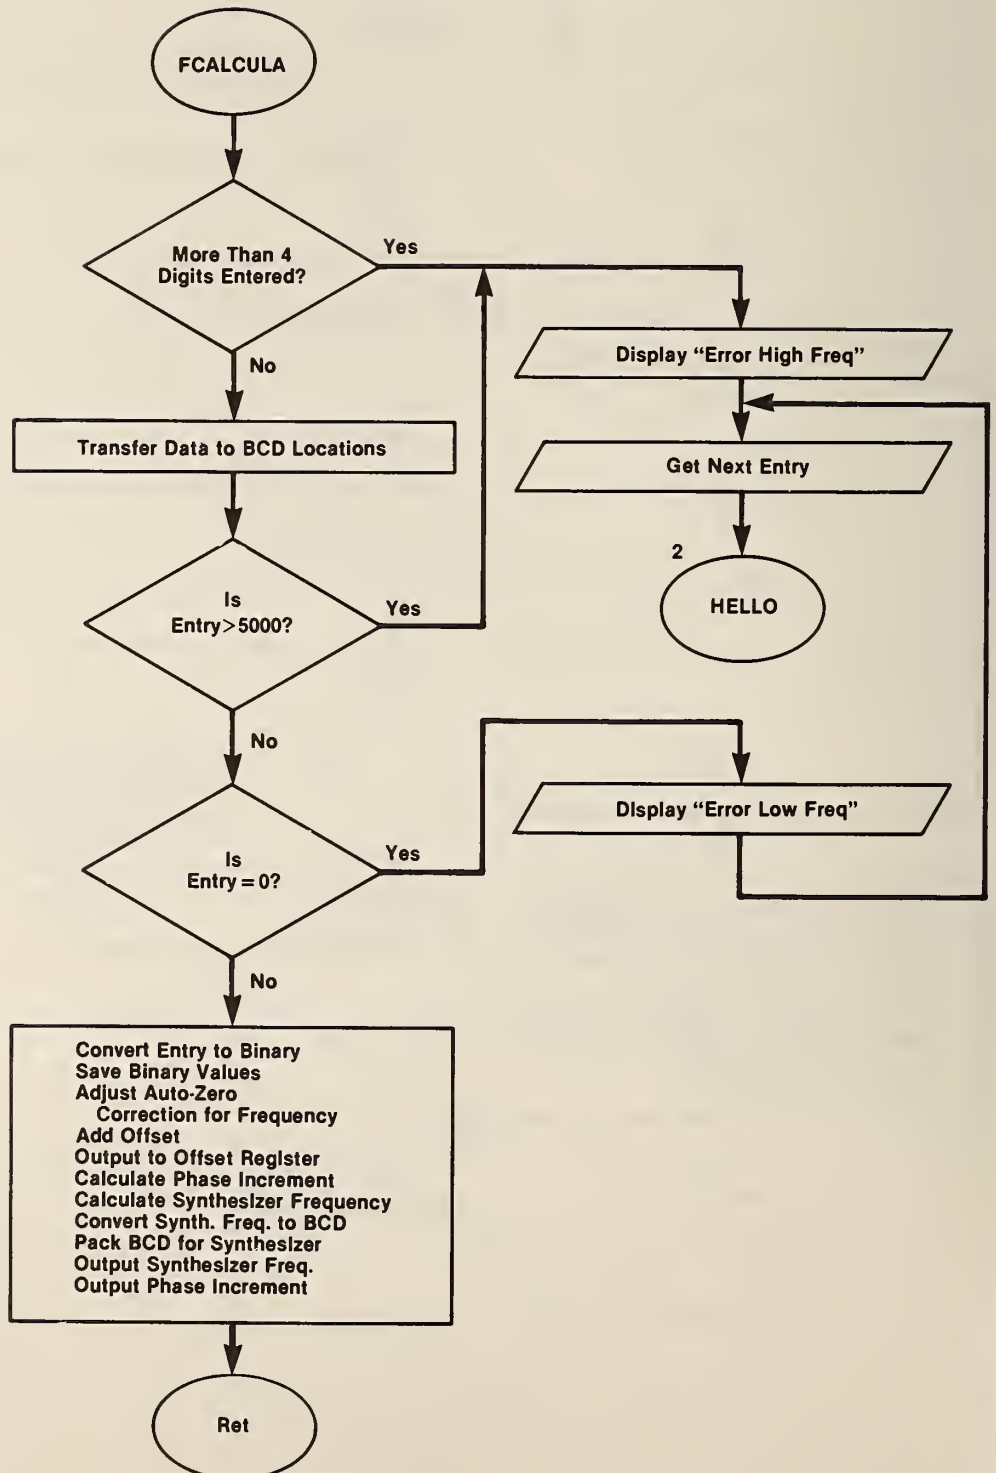 FCALCULA
More Than 4
Digits Entered?
Yes
No
Transfer Data to BCD Locations
Is
Entry>5000?
Yes
No
Is
Entry = 0?
Yes
No
Convert Entry to Binary
Save Binary Values
Adjust Auto-Zero
Correction for Frequency
Add Offset
Output to Offset Register
Calculate Phase Increment
Calculate Synthesizer Frequency
Convert Synth. Freq. to BCD
Pack BCD for Synthesizer
Output Synthesizer Freq.
Output Phase Increment
Ret
Display “Error High Freq”
Get Next Entry
2
HELLO
Display “Error Low Freq”